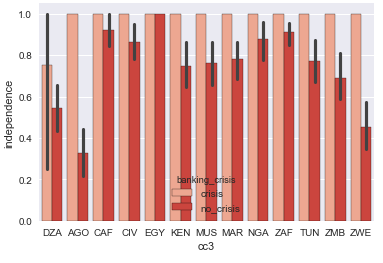 1.0
0.8
0.6
0.4
0.2
0.0
independence
banking_crisis
crisis
no_crisis
DZA AGO CAF CIV EGY KEN MUS MAR NGA ZAF TUN ZMB ZWE
cc3